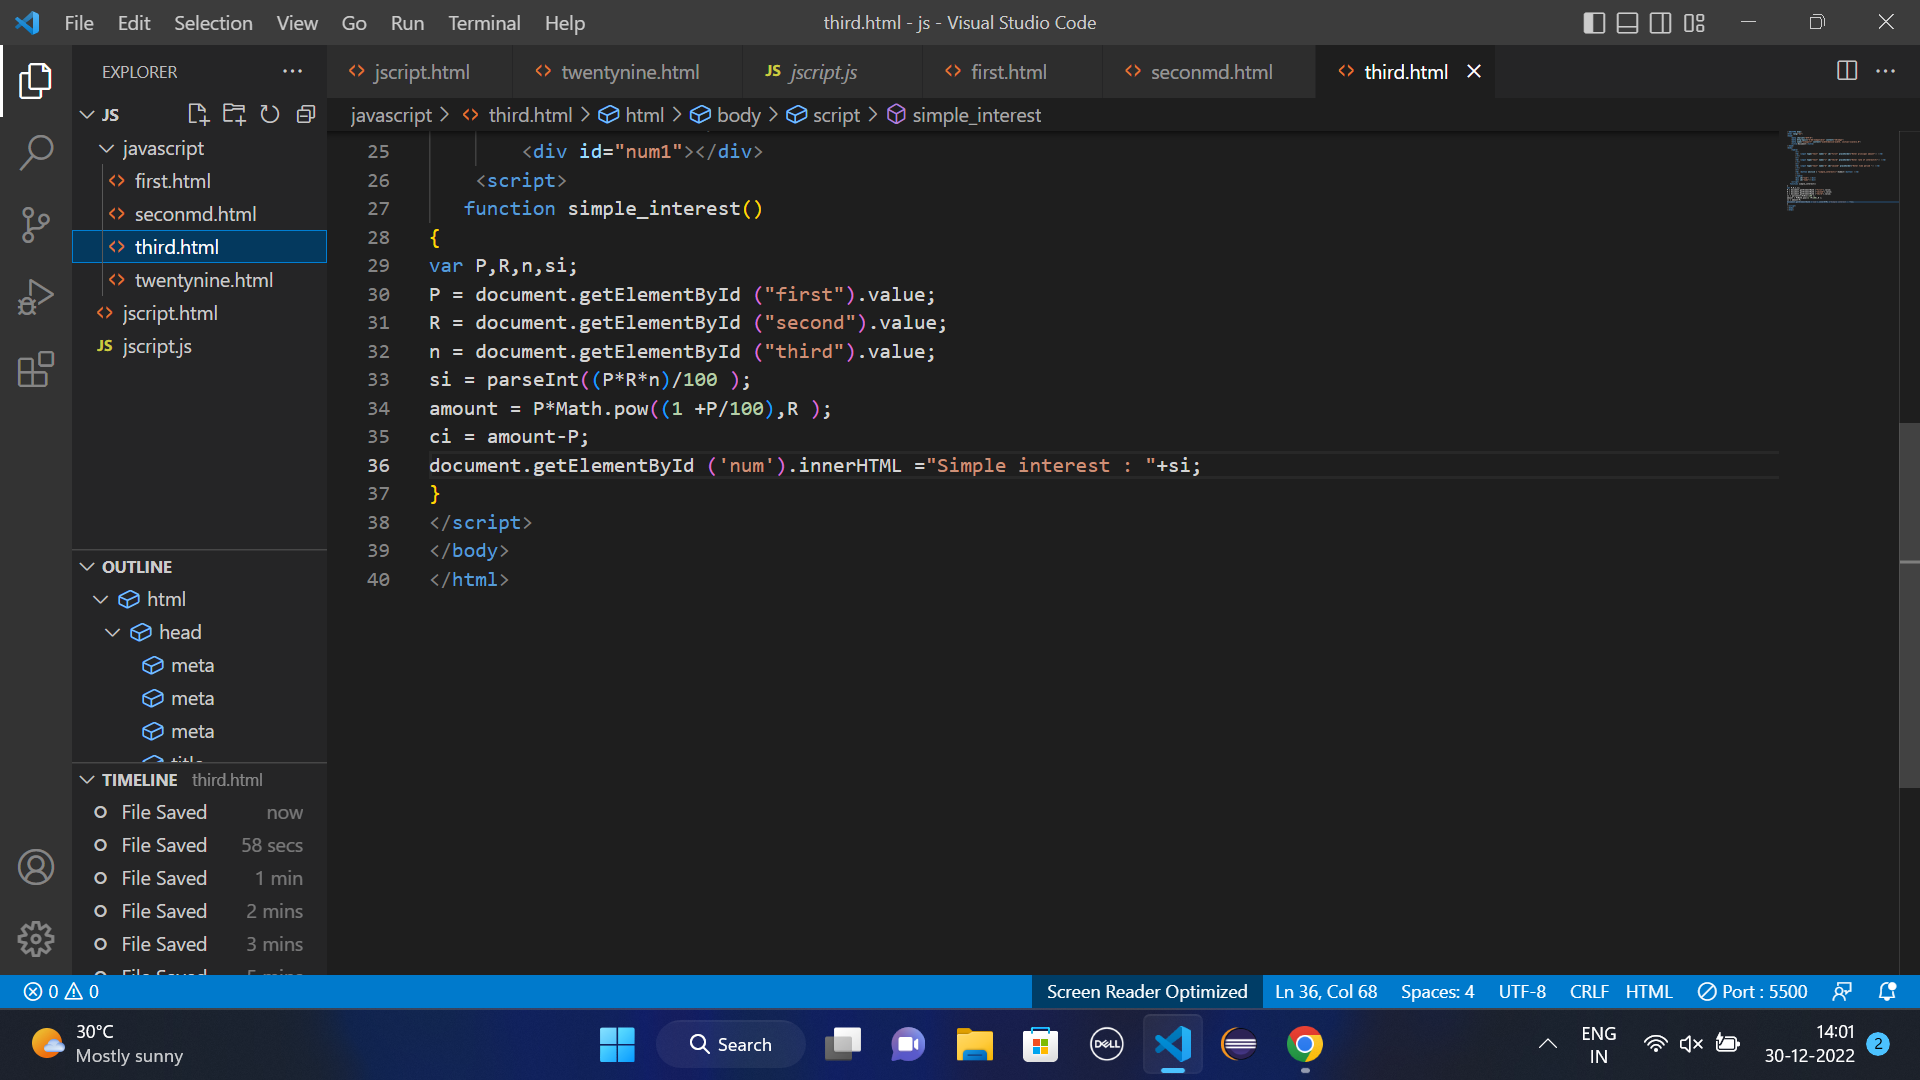 File Edit Selection View Go Run Terminal Help third.html - js - Visual Studio Code
EXPLORER
jscript.html twentynine.html JS jscript.js first.html seconmd.html third.html
JS
javascript > third.html > html > body > script > simple_interest
javascript
first.html
seconmd.html
third.html
twentynine.html
jscript.html
JS jscript.js
25 <div id="num1"></div>
26 <script>
27 function simple_interest()
28 {
29 var P,R,n,si;
30 P = document.getElementById ("first").value;
31 R = document.getElementById ("second").value;
32 n = document.getElementById ("third").value;
33 si = parseInt((P*R*n)/100 );
34 amount = P*Math.pow((1 +P/100),R );
35 ci = amount-P;
36 document.getElementById ('num').innerHTML ="Simple interest : "+si;
37 }
38 </script>
39 </body>
40 </html>
OUTLINE
html
head
meta
meta
meta
title
TIMELINE third.html
File Saved now
File Saved 58 secs
File Saved 1 min
File Saved 2 mins
File Saved 3 mins
File Saved 5 mins
0 0 Screen Reader Optimized Ln 36, Col 68 Spaces: 4 UTF-8 CRLF HTML Port : 5500
30°C
Mostly sunny
Search
DELL
ENG
IN
14:01
30-12-2022
2